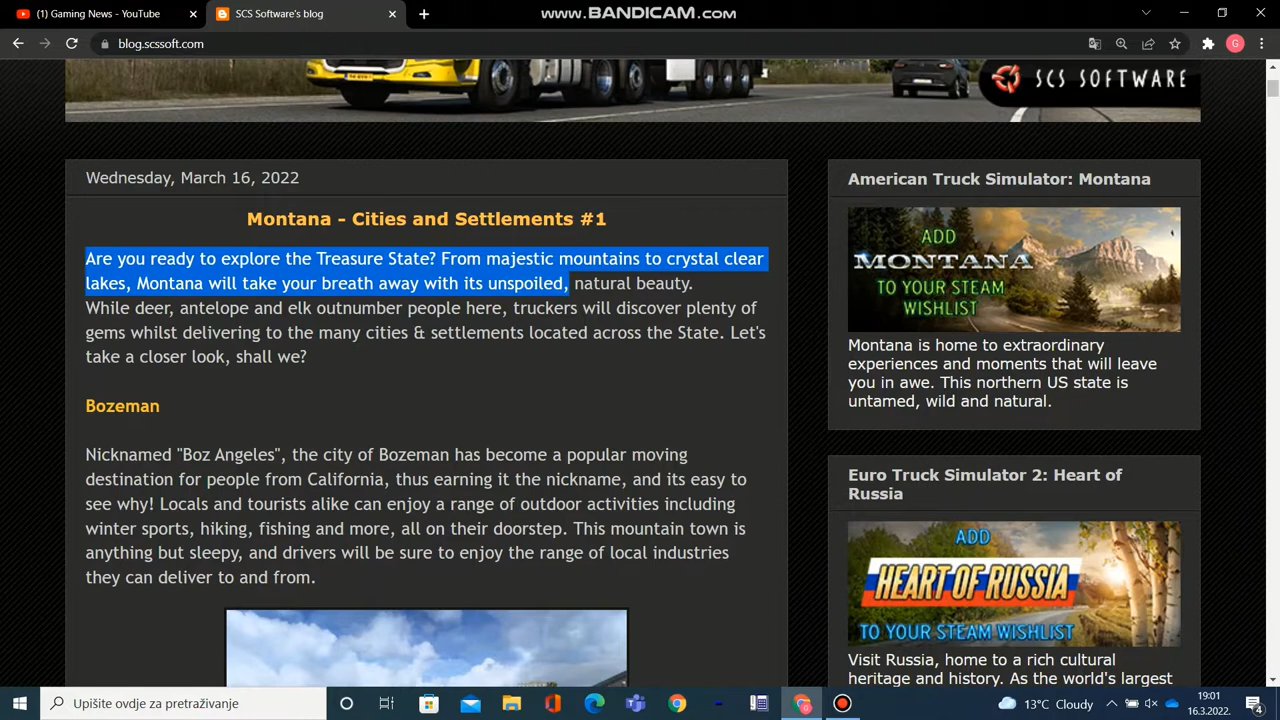 (1) Gaming News - YouTube
SCS Software's blog
www.BANDICAM.com
blog.scssoft.com
G
SCS SOFTWARE
Wednesday, March 16, 2022
Montana - Cities and Settlements #1
Are you ready to explore the Treasure State? From majestic mountains to crystal clear
lakes, Montana will take your breath away with its unspoiled, natural beauty.
While deer, antelope and elk outnumber people here, truckers will discover plenty of
gems whilst delivering to the many cities & settlements located across the State. Let's
take a closer look, shall we?
Bozeman
Nicknamed "Boz Angeles", the city of Bozeman has become a popular moving
destination for people from California, thus earning it the nickname, and its easy to
see why! Locals and tourists alike can enjoy a range of outdoor activities including
winter sports, hiking, fishing and more, all on their doorstep. This mountain town is
anything but sleepy, and drivers will be sure to enjoy the range of local industries
they can deliver to and from.
American Truck Simulator: Montana
ADD
MONTANA
TO YOUR STEAM
WISHLIST
Montana is home to extraordinary
experiences and moments that will leave
you in awe. This northern US state is
untamed, wild and natural.
Euro Truck Simulator 2: Heart of
Russia
ADD
HEART OF RUSSIA
TO YOUR STEAM WISHLIST
Visit Russia, home to a rich cultural
heritage and history. As the world's largest
Upišite ovdje za pretraživanje
13°C Cloudy
19:01
16.3.2022.
4